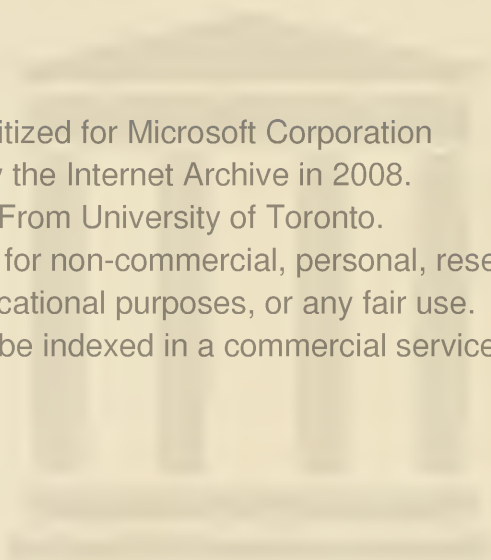 itized for Microsoft Corporation
the Internet Archive in 2008.
From University of Toronto.
for non-commercial, personal, rese
cational purposes, or any fair use.
be indexed in a commercial service